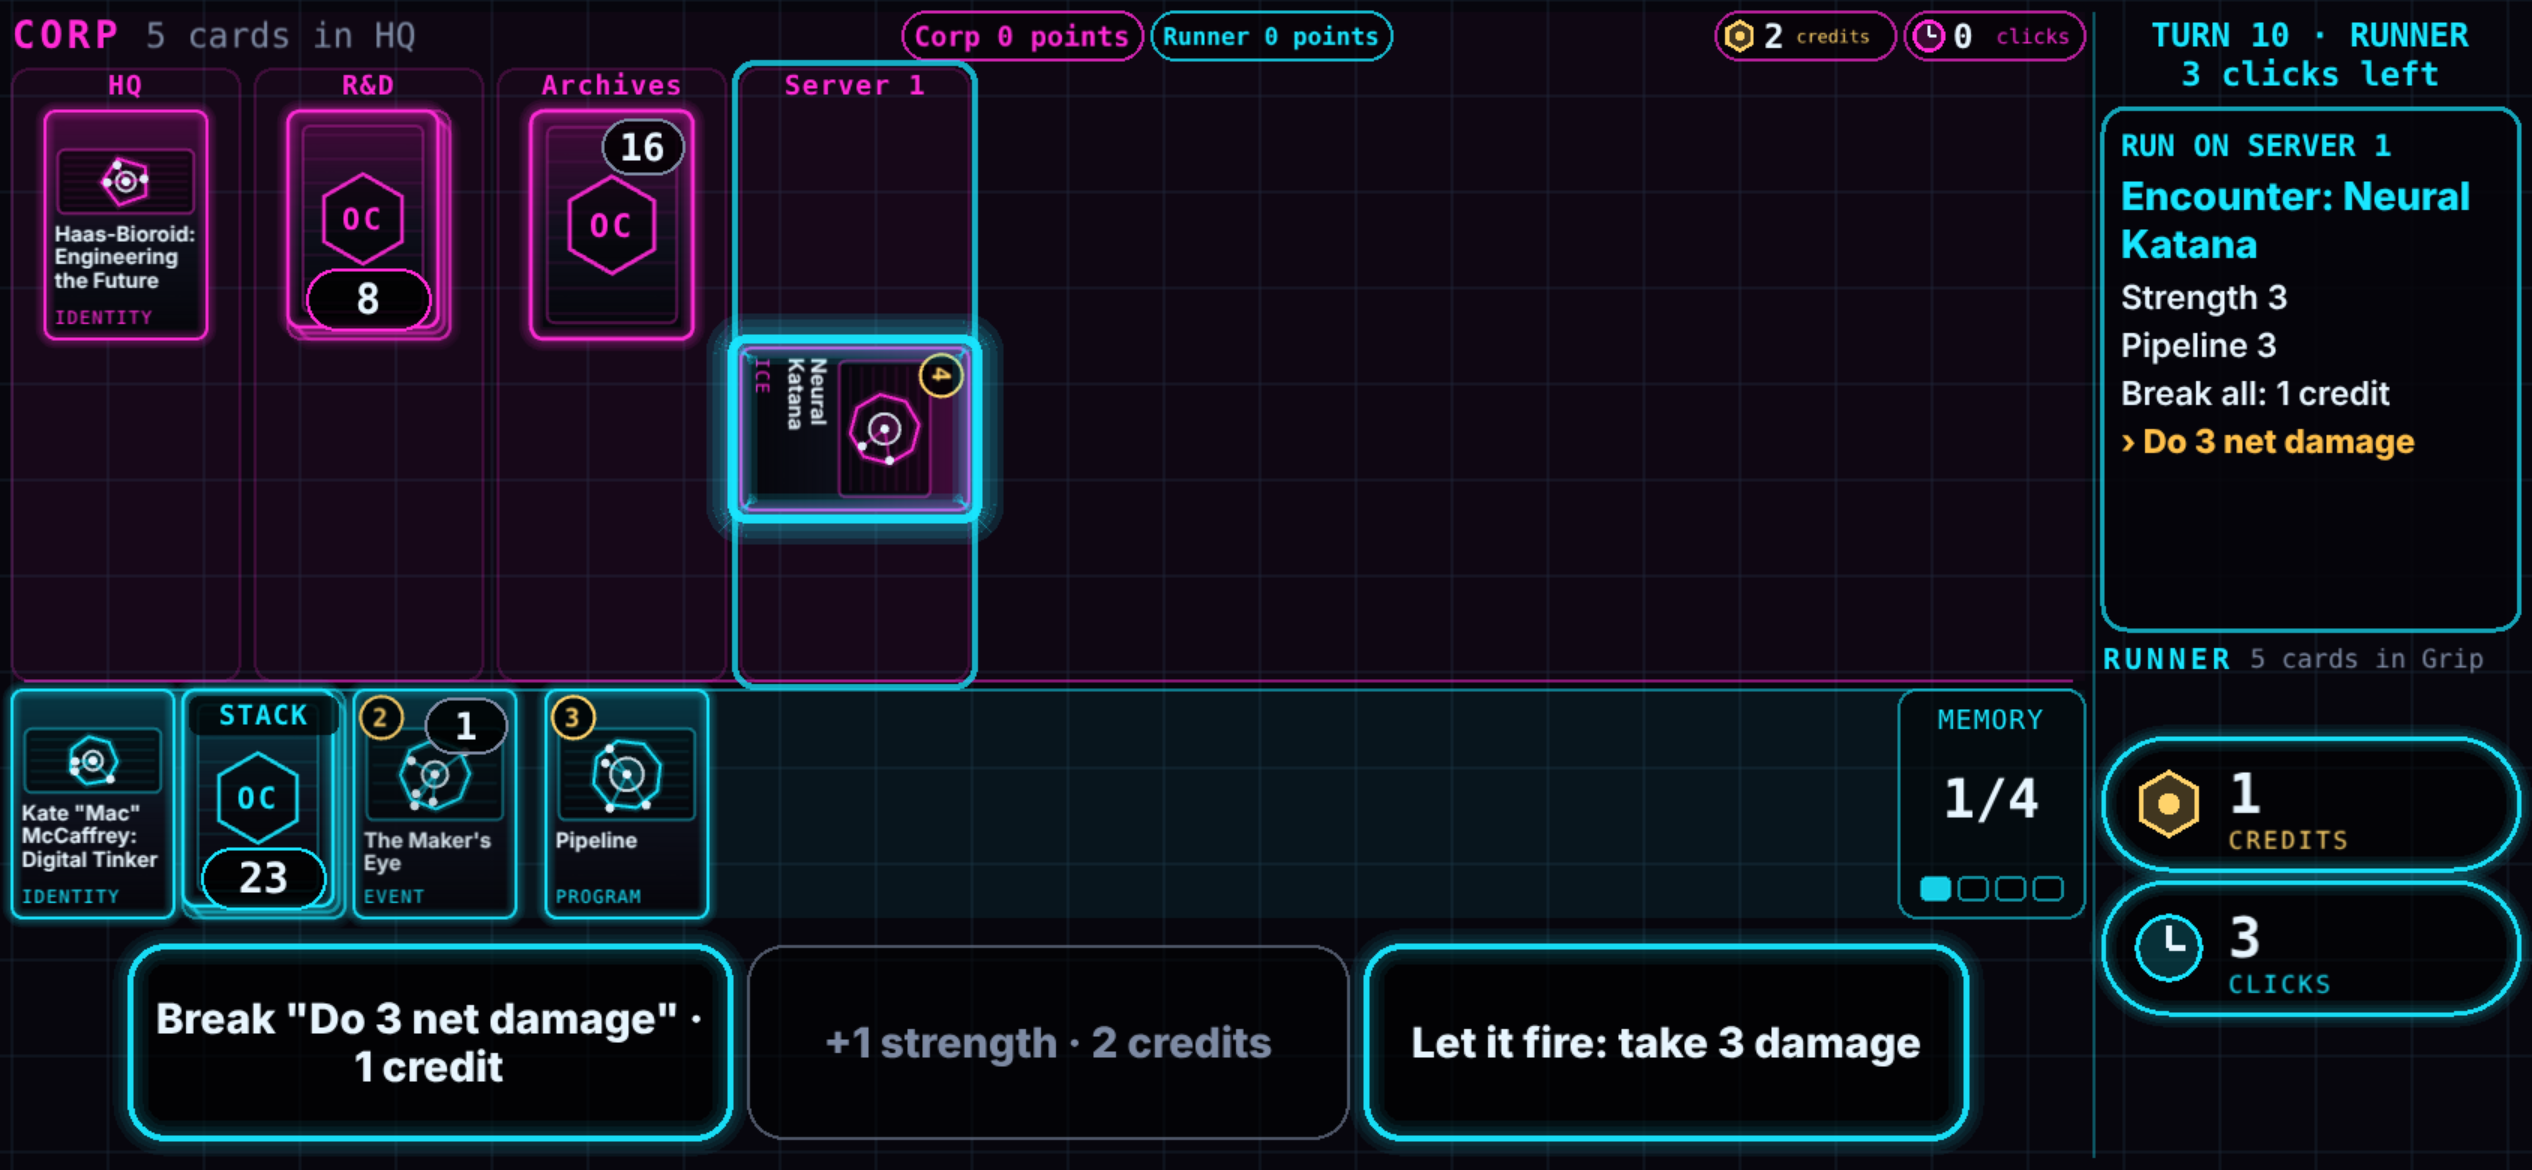 CORP 5 cards in HQ
Corp 0 points
Runner 0 points
2 credits
0 clicks
TURN 10 · RUNNER
3 clicks left
HQ
R&D
Archives
Server 1
Haas-Bioroid:
Engineering
the Future
IDENTITY
OC
8
16
OC
4
Neural
Katana
ICE
RUN ON SERVER 1
Encounter: Neural
Katana
Strength 3
Pipeline 3
Break all: 1 credit
› Do 3 net damage
RUNNER 5 cards in Grip
Kate "Mac"
McCaffrey:
Digital Tinker
IDENTITY
STACK
OC
23
2
1
The Maker's
Eye
EVENT
3
Pipeline
PROGRAM
MEMORY
1/4
1
CREDITS
3
CLICKS
Break "Do 3 net damage" ·
1 credit
+1 strength · 2 credits
Let it fire: take 3 damage